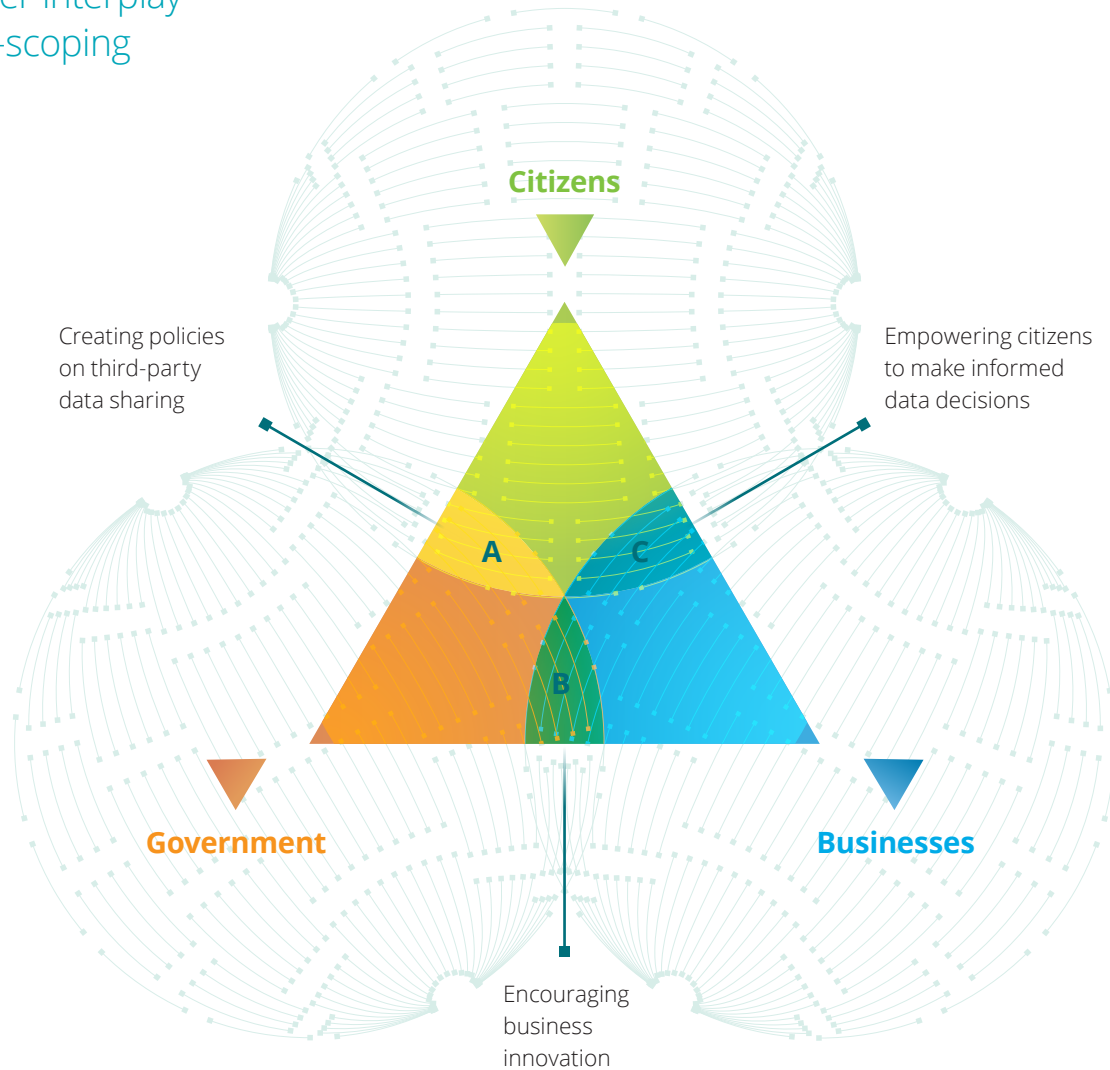 interplay
-scoping
Citizens
Creating policies
on third-party
data sharing
Empowering citizens
to make informed
data decisions
A
C
B
Government
Businesses
Encouraging
business
innovation